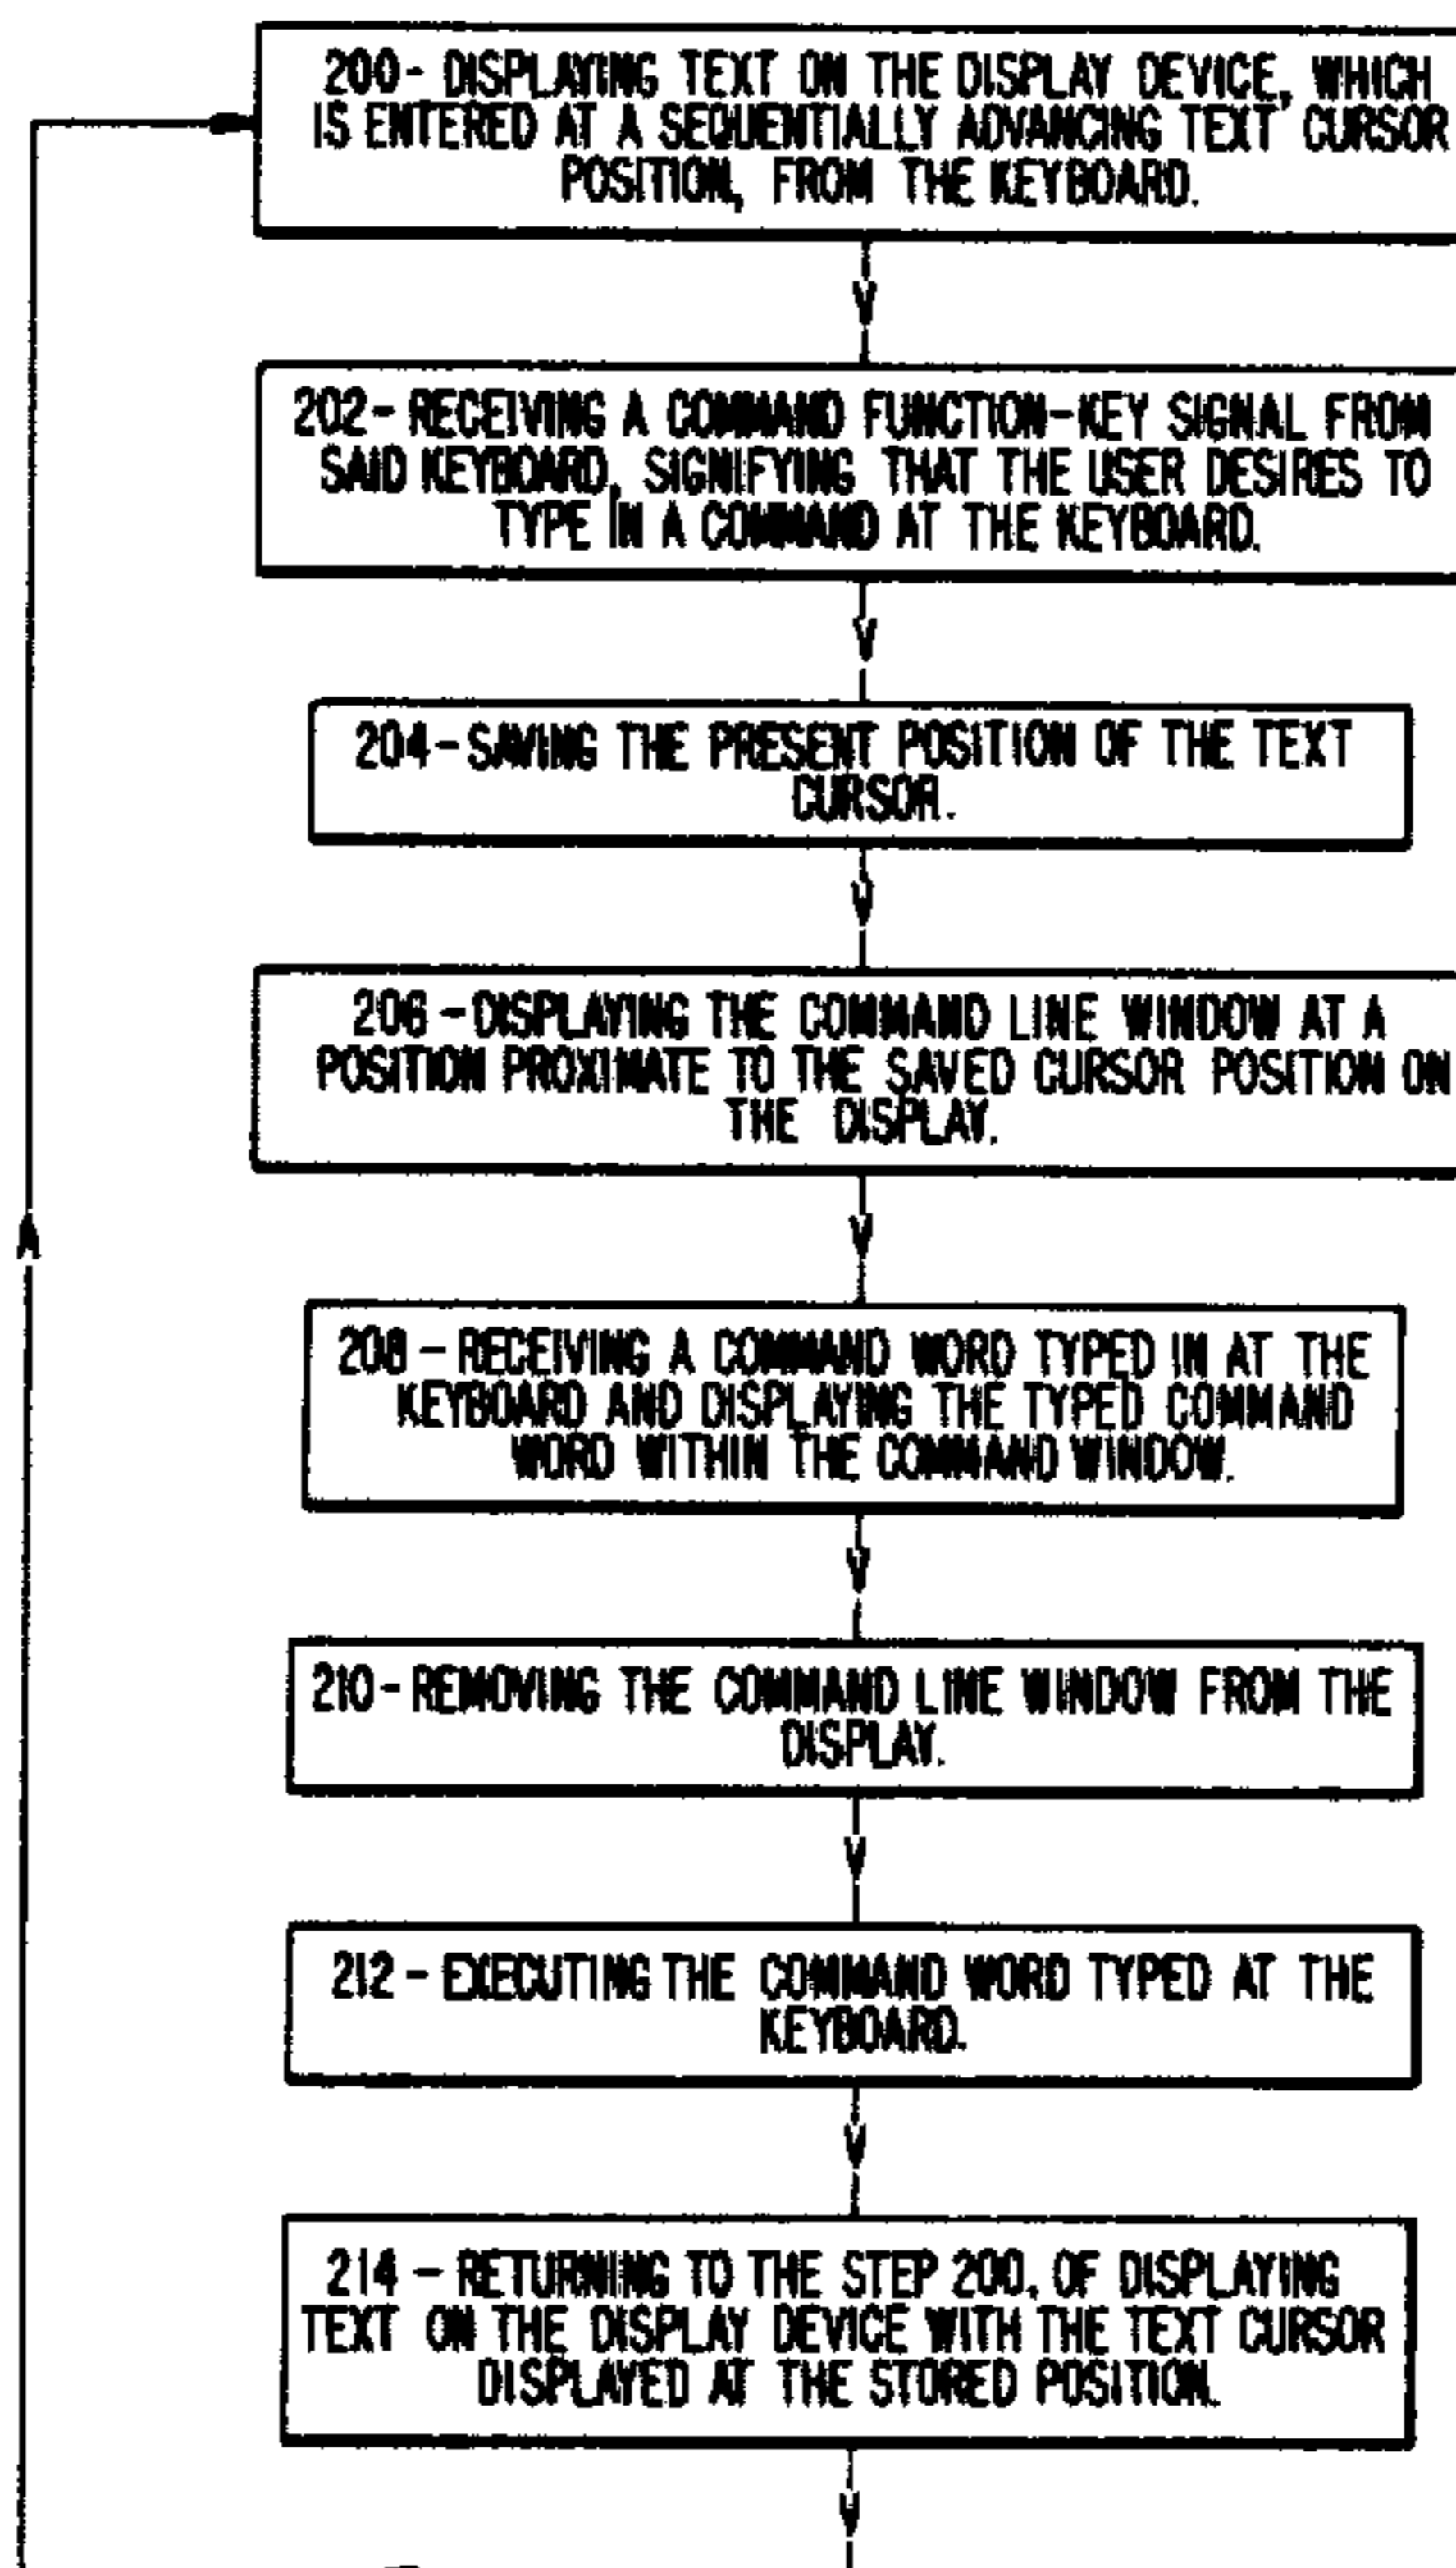 200- DISPLAYING TEXT ON THE DISPLAY DEVICE, WHICH
IS ENTERED AT A SEQUENTIALLY ADVANCING TEXT CURSOR
POSITION, FROM THE KEYBOARD.
202- RECEIVING A COMMAND FUNCTION-KEY SIGNAL FROM
SAID KEYBOARD, SIGNIFYING THAT THE USER DESIRES TO
TYPE IN A COMMAND AT THE KEYBOARD.
204-SAVING THE PRESENT POSITION OF THE TEXT
CURSOR.
206 -DISPLAYING THE COMMAND LINE WINDOW AT A
POSITION PROXIMATE TO THE SAVED CURSOR POSITION ON
THE DISPLAY.
208 - RECEIVING A COMMAND WORD TYPED IN AT THE
KEYBOARD AND DISPLAYING THE TYPED COMMAND
WORD WITHIN THE COMMAND WINDOW.
210- REMOVING THE COMMAND LINE WINDOW FROM THE
DISPLAY.
212 - EXECUTING THE COMMAND WORD TYPED AT THE
KEYBOARD.
214 - RETURNING TO THE STEP 200, OF DISPLAYING
TEXT ON THE DISPLAY DEVICE WITH THE TEXT CURSOR
DISPLAYED AT THE STORED POSITION.